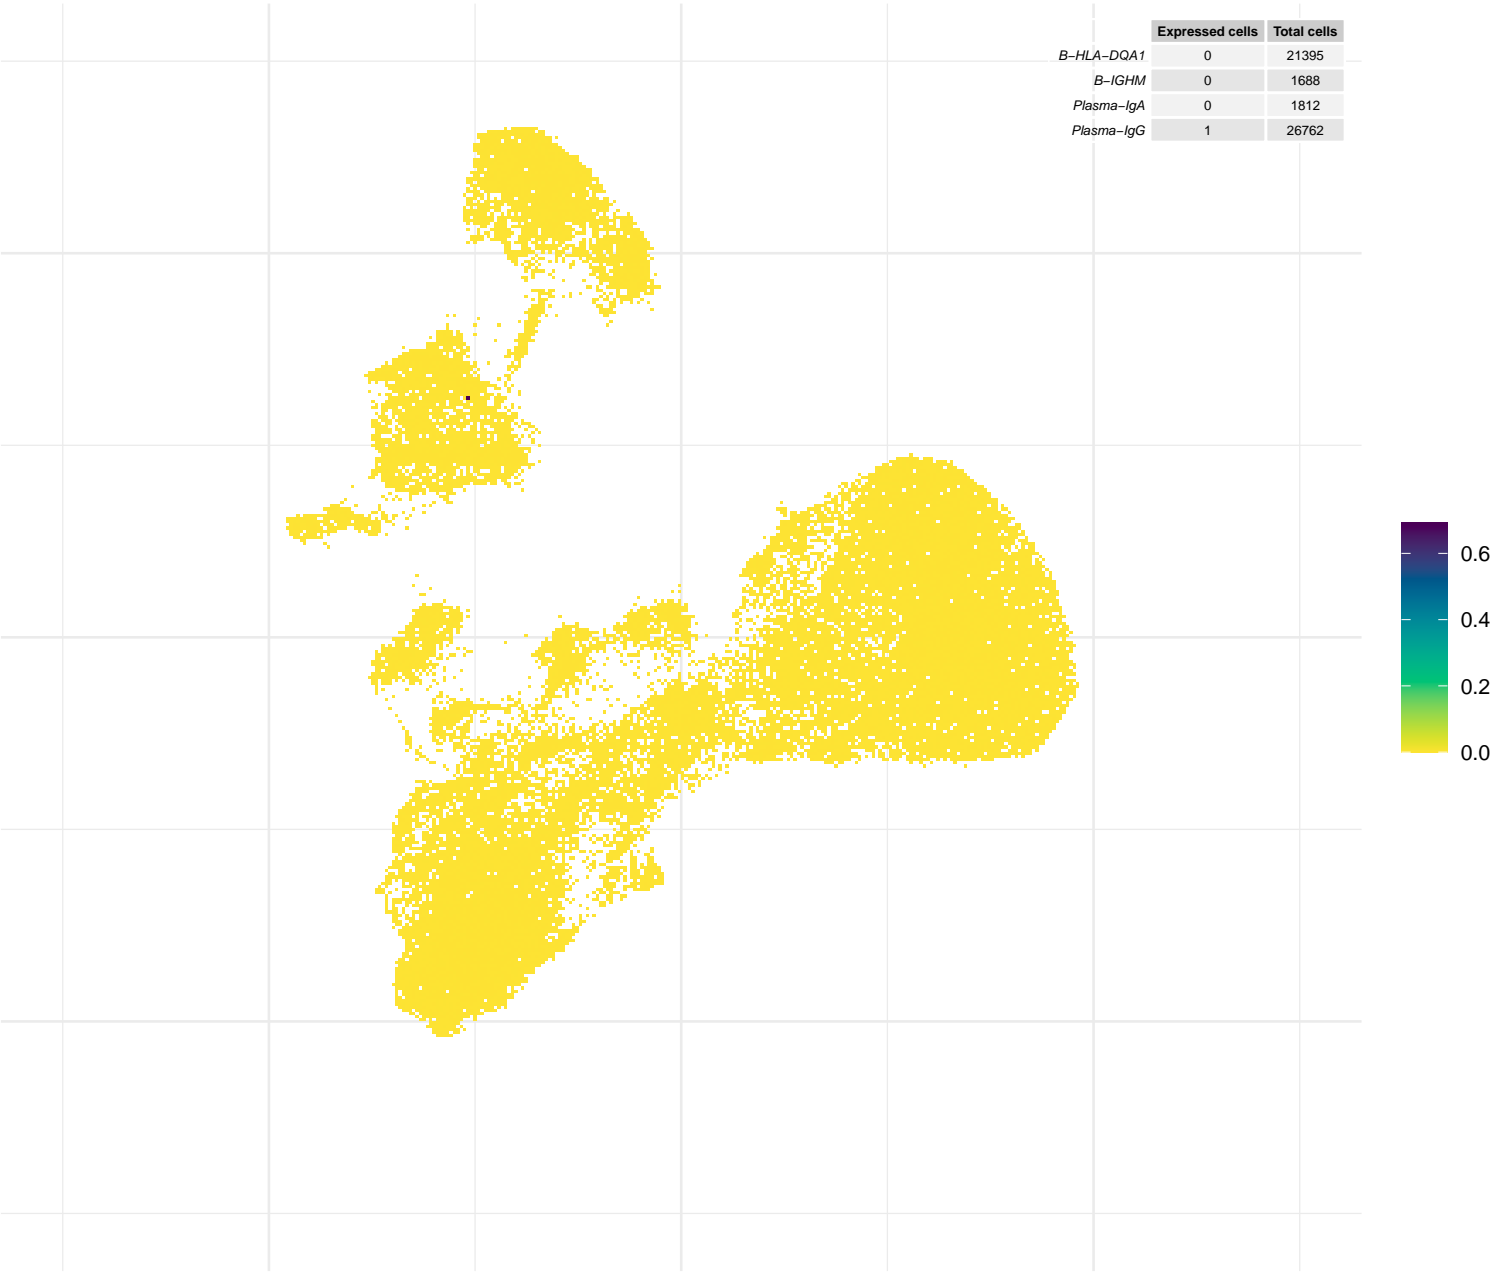 Expressed cells Total cells
B−HLA−DQA1 0 21395
B−IGHM 0 1688
Plasma−IgA 0 1812
Plasma−IgG 1 26762
0.6
0.4
0.2
0.0